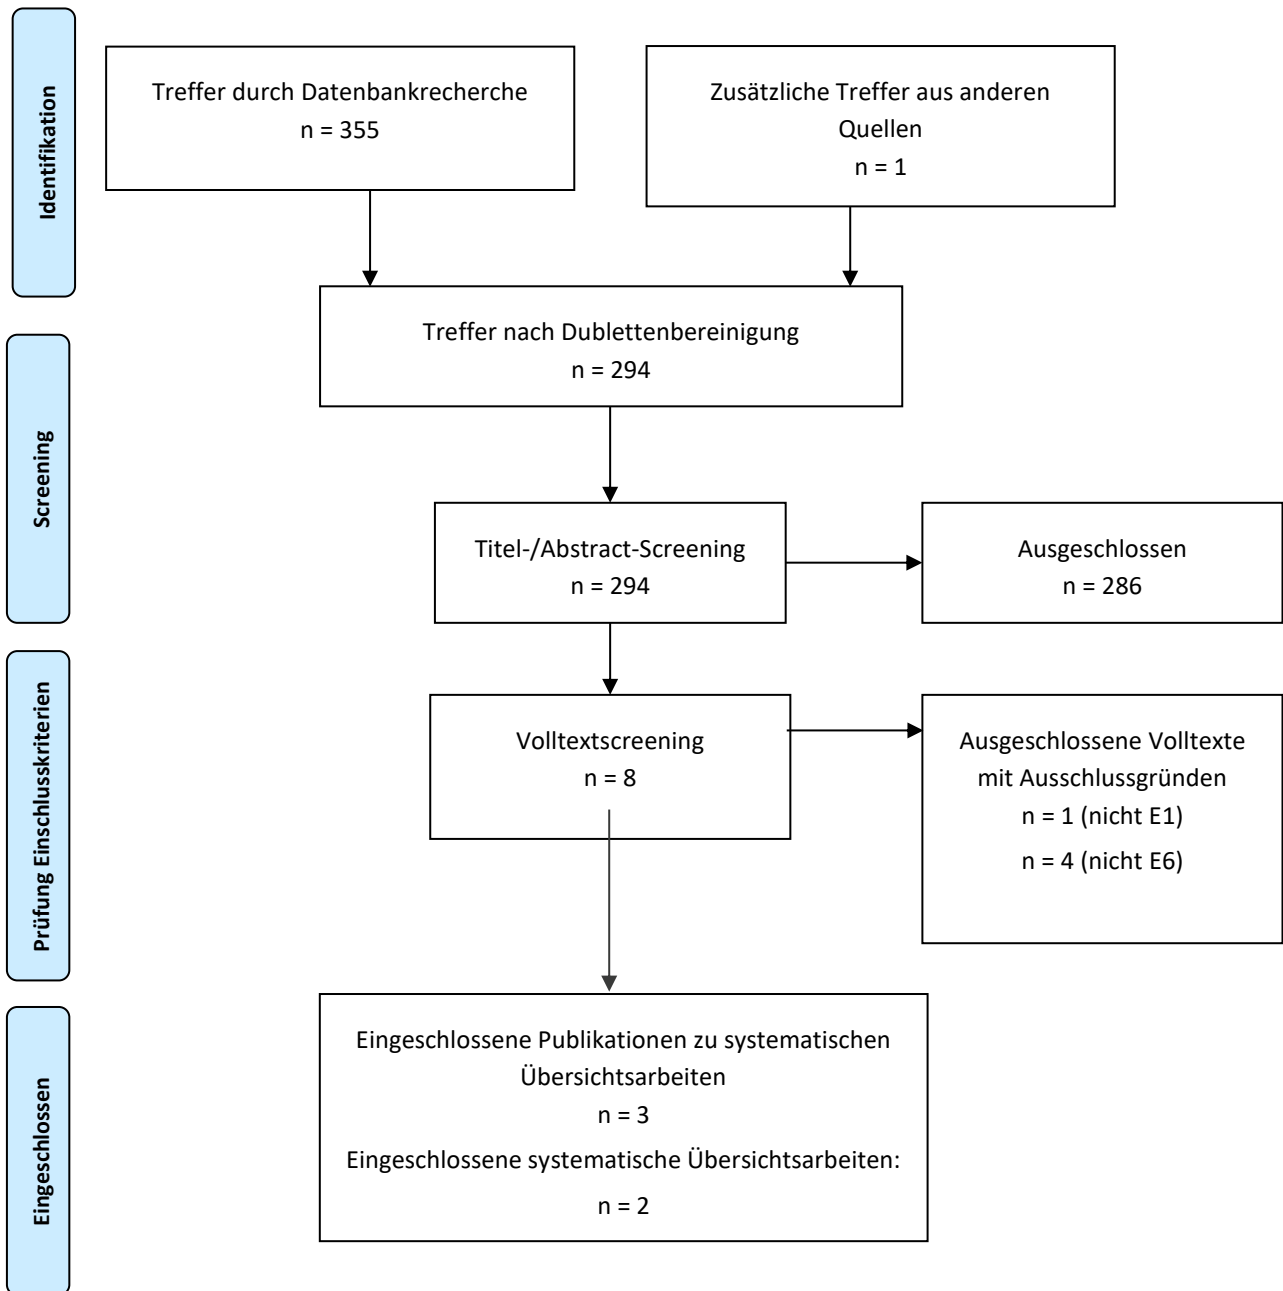 Identifikation
Treffer durch Datenbankrecherche
n = 355
Zusätzliche Treffer aus anderen
Quellen
n = 1
Treffer nach Dublettenbereinigung
n = 294
Screening
Titel-/Abstract-Screening
n = 294
Ausgeschlossen
n = 286
Prüfung Einschlusskriterien
Volltextscreening
n = 8
Ausgeschlossene Volltexte
mit Ausschlussgründen
n = 1 (nicht E1)
n = 4 (nicht E6)
Eingeschlossen
Eingeschlossene Publikationen zu systematischen
Übersichtsarbeiten
n = 3
Eingeschlossene systematische Übersichtsarbeiten:
n = 2